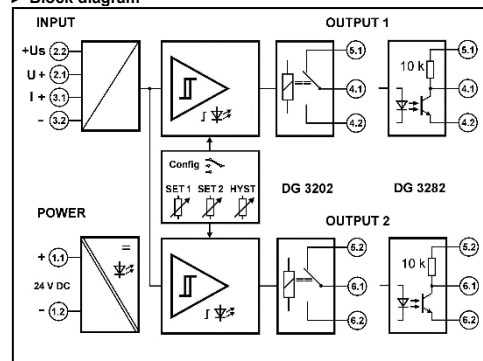 ► Block diagram
INPUT
OUTPUT 1
+Us 2.2
U + 2.1
I + 3.1
− 3.2
5.1
4.1
4.2
10 k
5.1
4.1
4.2
Config
SET 1 SET 2 HYST
DG 3202 DG 3282
POWER
OUTPUT 2
+ 1.1
24 V DC
− 1.2
5.2
6.1
6.2
10 k
5.2
6.1
6.2